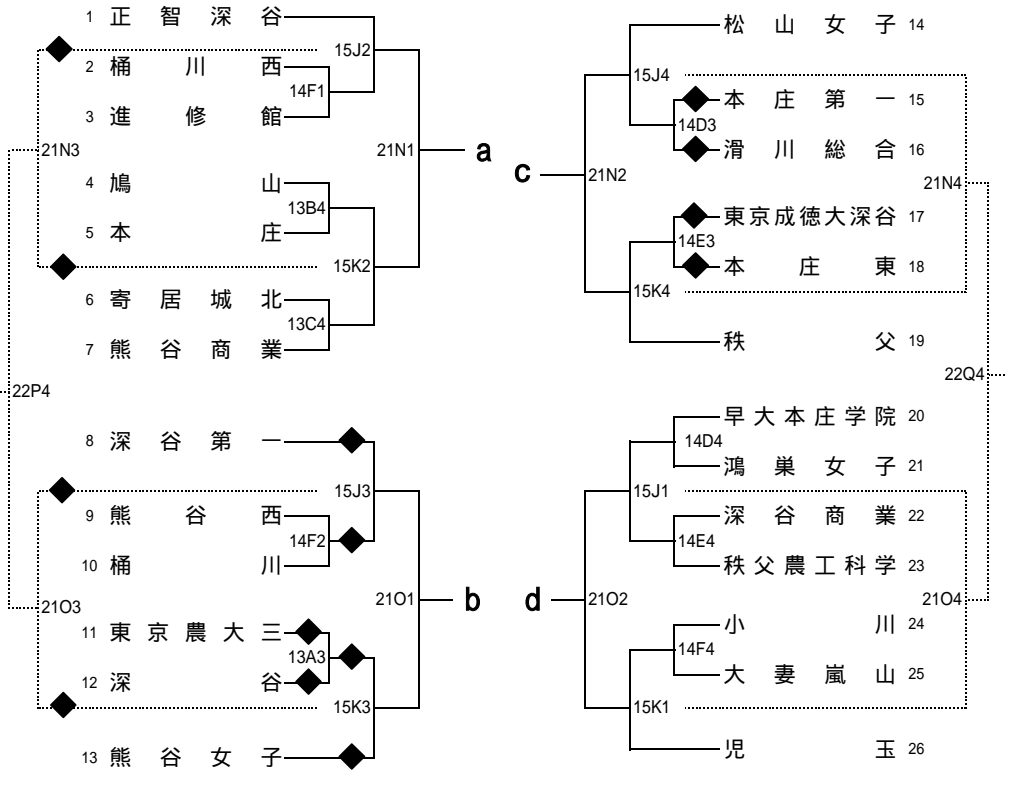 1 正智深谷
15J2
2 桶川西
14F1
3 進修館
21N3
21N1
a
4 鳩山
13B4
5 本庄
15K2
6 寄居城北
13C4
7 熊谷商業
22P4
8 深谷第一
15J3
9 熊谷西
14F2
10 桶川
21O3
21O1
b
11 東京農大三
13A3
12 深谷
15K3
13 熊谷女子
松山女子 14
15J4
本庄第一 15
14D3
滑川総合 16
c
21N2
21N4
東京成徳大深谷 17
14E3
本庄東 18
15K4
秩父 19
22Q4
早大本庄学院 20
14D4
鴻巣女子 21
15J1
深谷商業 22
14E4
秩父農工科学 23
d
21O2
21O4
小川 24
14F4
大妻嵐山 25
15K1
児玉 26